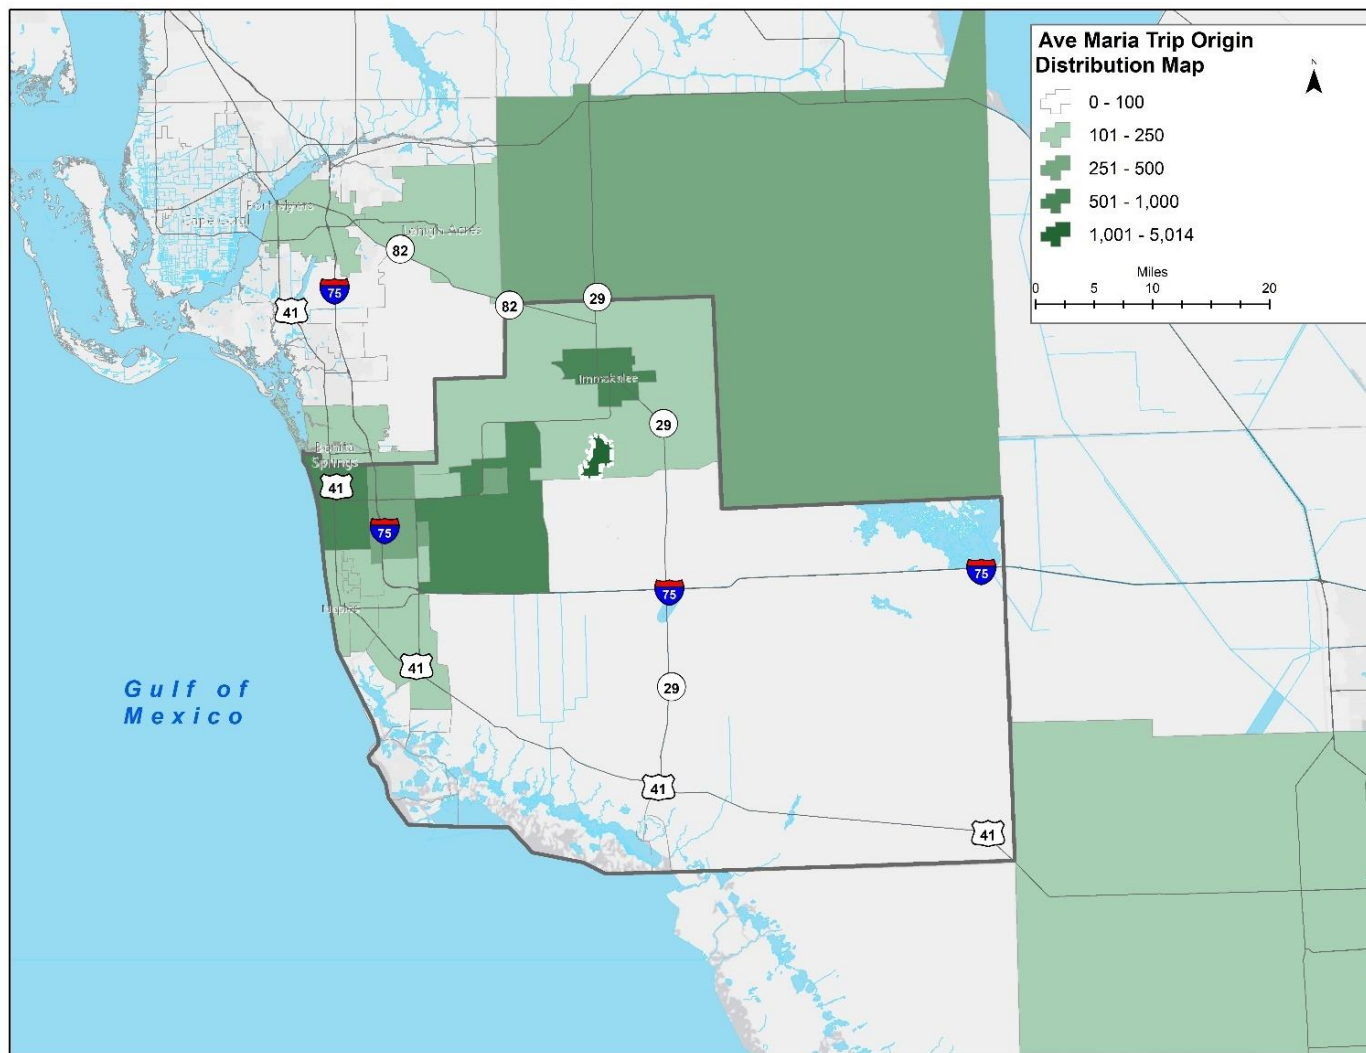 Ave Maria Trip Origin
Distribution Map
N
0 - 100
101 - 250
251 - 500
501 - 1,000
1,001 - 5,014
Miles
0 5 10 20
Fort Myers
Cape Coral
Lehigh Acres
82
75
41
82
29
Immokalee
29
Bonita
Springs
41
75
75
75
Naples
41
29
Gulf of
Mexico
41
41